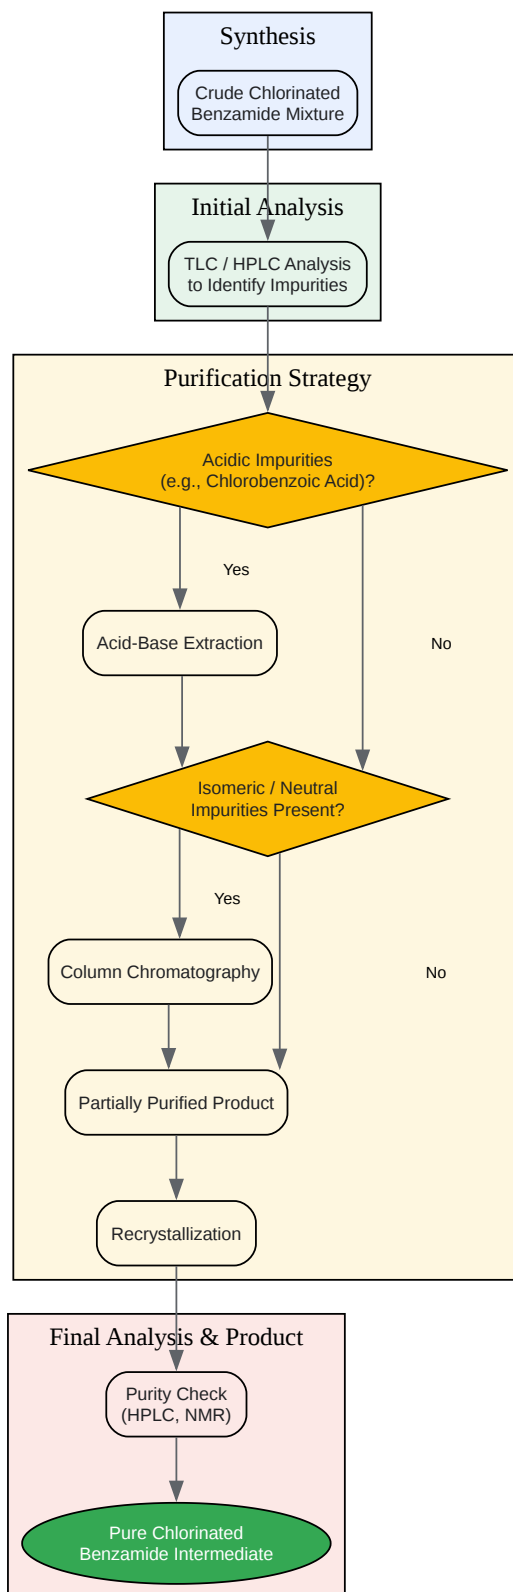 Synthesis
Crude Chlorinated
Benzamide Mixture
Initial Analysis
TLC / HPLC Analysis
to Identify Impurities
Purification Strategy
Acidic Impurities
(e.g., Chlorobenzoic Acid)?
Yes
Acid-Base Extraction
No
Isomeric / Neutral
Impurities Present?
Yes
Column Chromatography
No
Partially Purified Product
Recrystallization
Final Analysis & Product
Purity Check
(HPLC, NMR)
Pure Chlorinated
Benzamide Intermediate